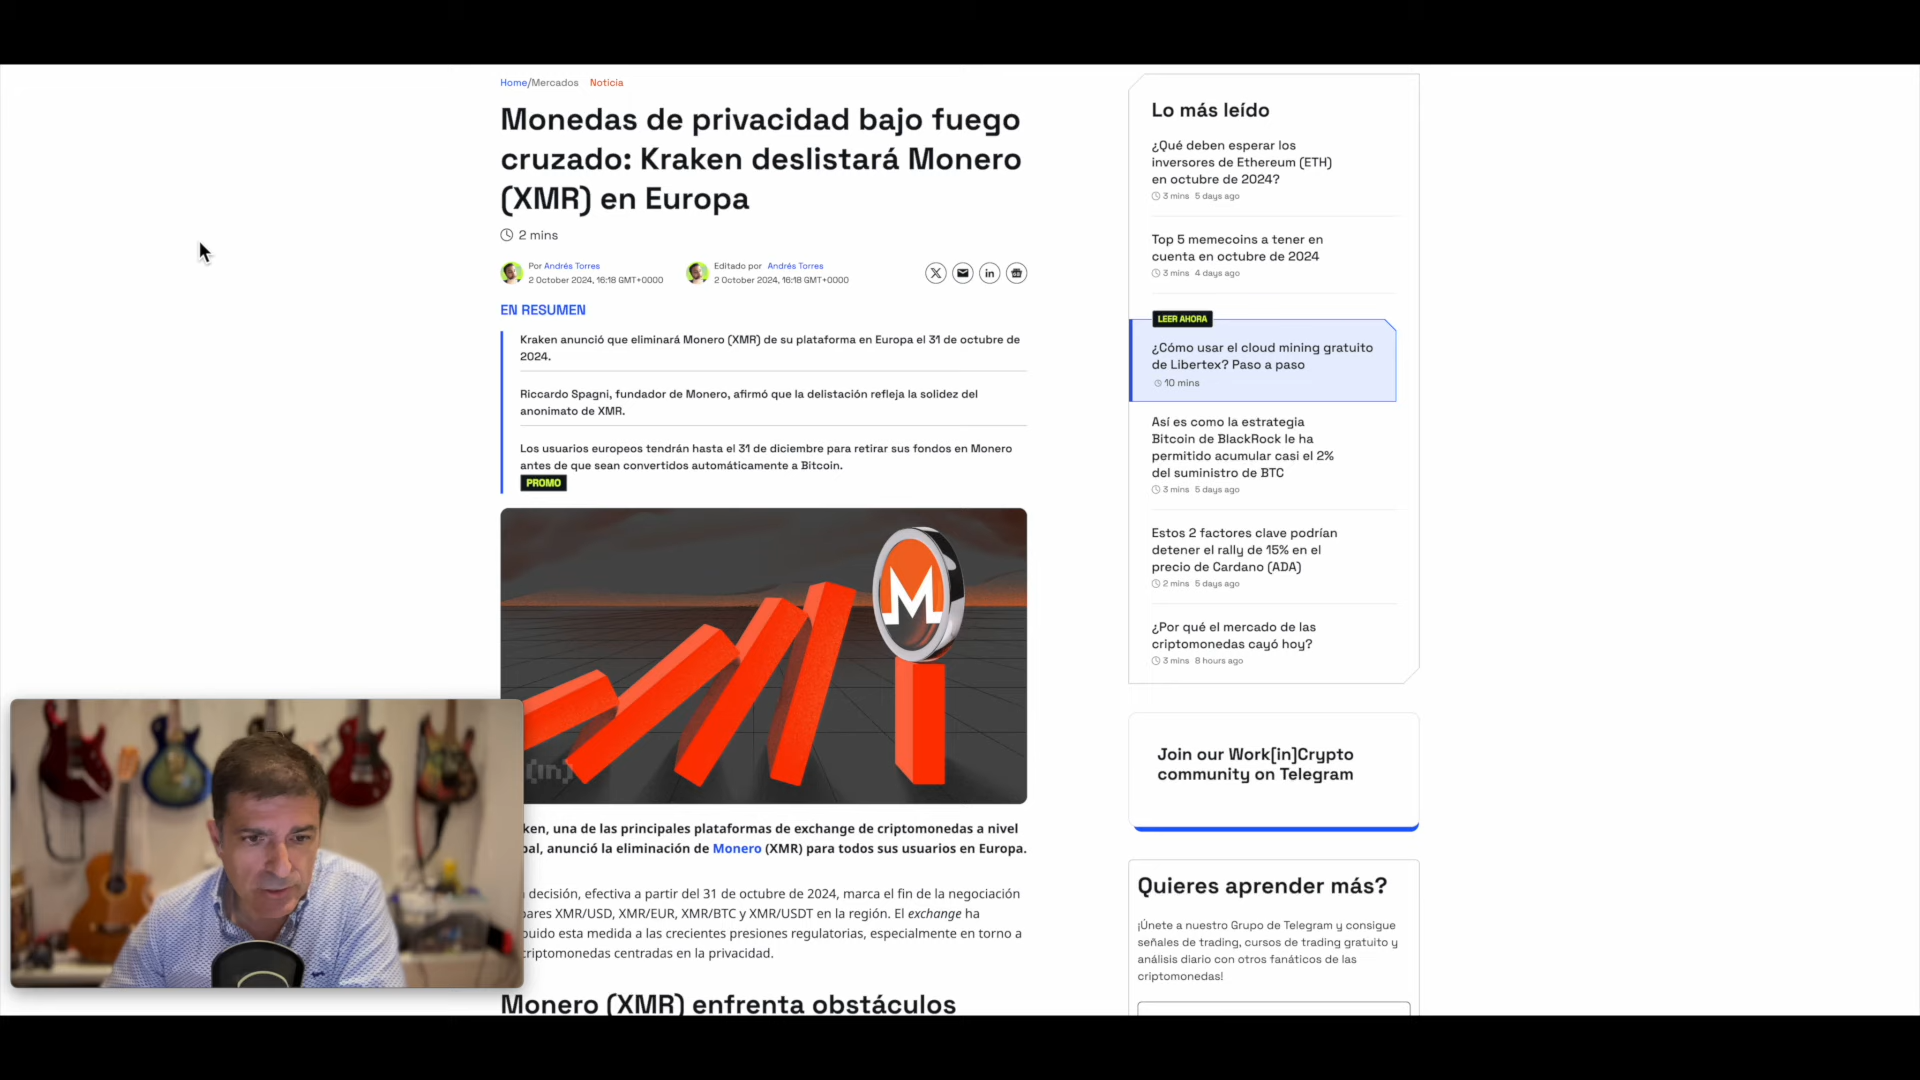 Home/Mercados Noticia
Monedas de privacidad bajo fuego
cruzado: Kraken deslistará Monero
(XMR) en Europa
2 mins
Por Andrés Torres
2 October 2024, 16:18 GMT+0000
Editado por Andrés Torres
2 October 2024, 16:18 GMT+0000
EN RESUMEN
Kraken anunció que eliminará Monero (XMR) de su plataforma en Europa el 31 de octubre de
2024.
Riccardo Spagni, fundador de Monero, afirmó que la delistación refleja la solidez del
anonimato de XMR.
Los usuarios europeos tendrán hasta el 31 de diciembre para retirar sus fondos en Monero
antes de que sean convertidos automáticamente a Bitcoin.
PROMO
[in]
ken, una de las principales plataformas de exchange de criptomonedas a nivel
bal, anunció la eliminación de Monero (XMR) para todos sus usuarios en Europa.
decisión, efectiva a partir del 31 de octubre de 2024, marca el fin de la negociación
pares XMR/USD, XMR/EUR, XMR/BTC y XMR/USDT en la región. El exchange ha
buido esta medida a las crecientes presiones regulatorias, especialmente en torno a
criptomonedas centradas en la privacidad.
Monero (XMR) enfrenta obstáculos
Lo más leído
¿Qué deben esperar los
inversores de Ethereum (ETH)
en octubre de 2024?
3 mins 5 days ago
Top 5 memecoins a tener en
cuenta en octubre de 2024
3 mins 4 days ago
LEER AHORA
¿Cómo usar el cloud mining gratuito
de Libertex? Paso a paso
10 mins
Así es como la estrategia
Bitcoin de BlackRock le ha
permitido acumular casi el 2%
del suministro de BTC
3 mins 5 days ago
Estos 2 factores clave podrían
detener el rally de 15% en el
precio de Cardano (ADA)
2 mins 5 days ago
¿Por qué el mercado de las
criptomonedas cayó hoy?
3 mins 8 hours ago
Join our Work[in]Crypto
community on Telegram
Quieres aprender más?
¡Únete a nuestro Grupo de Telegram y consigue
señales de trading, cursos de trading gratuito y
análisis diario con otros fanáticos de las
criptomonedas!